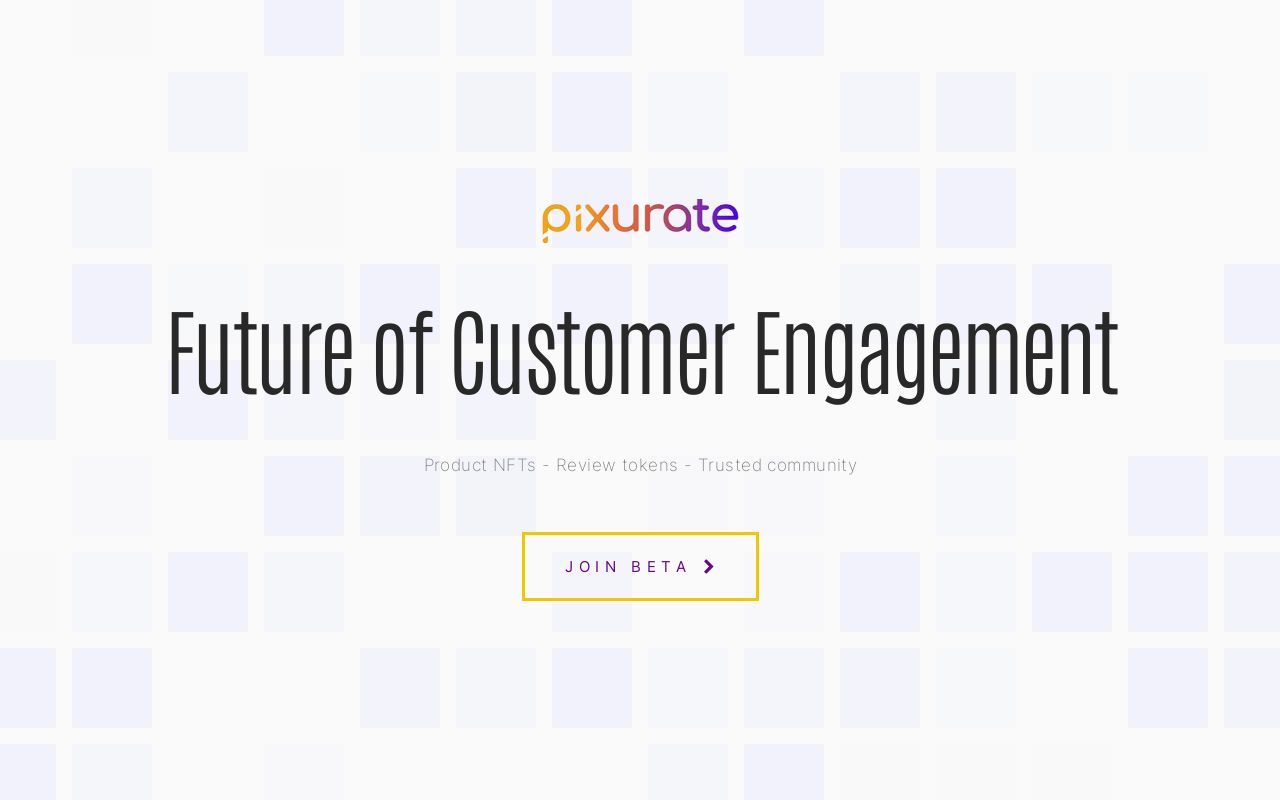 pixurate
Future of Customer Engagement
Product NFTs - Review tokens - Trusted community
JOIN BETA